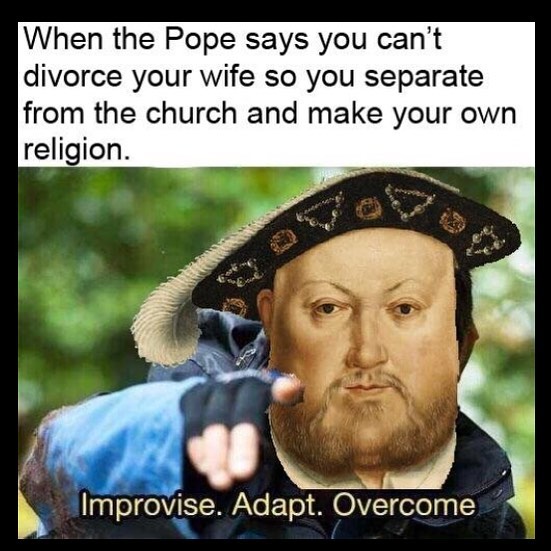 When the Pope says you can't
divorce your wife so you separate
from the church and make your own
religion.
Improvise. Adapt. Overcome